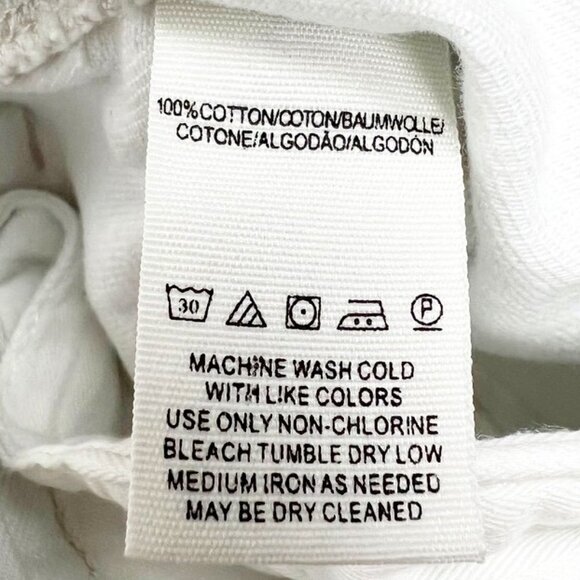 100%COTTON/COTON/BAUMWOLLE/
COTONE/ALGODÃO/ALGODÓN
30 P
MACHINE WASH COLD
WITH LIKE COLORS
USE ONLY NON-CHLORINE
BLEACH TUMBLE DRY LOW
MEDIUM IRON AS NEEDED
MAY BE DRY CLEANED